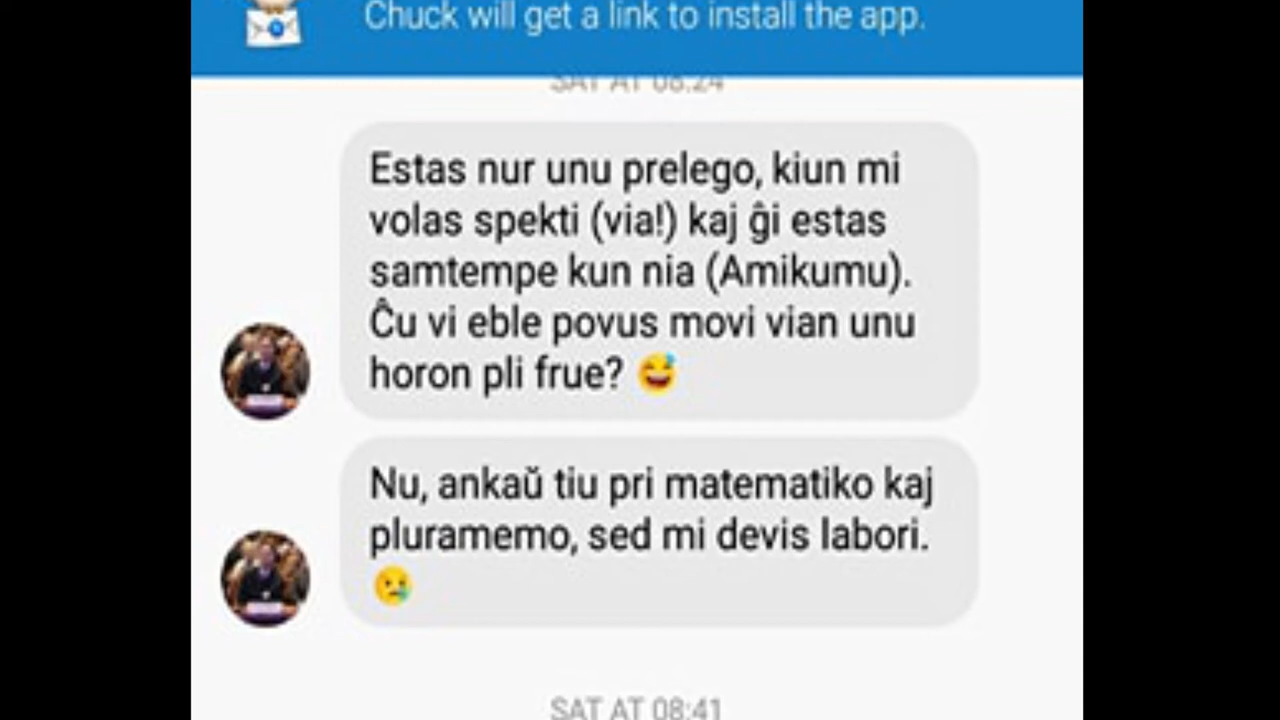 Chuck will get a link to install the app.
SAT AT 08:24
Estas nur unu prelego, kiun mi
volas spekti (via!) kaj ĝi estas
samtempe kun nia (Amikumu).
Ĉu vi eble povus movi vian unu
horon pli frue? 😅
Nu, ankaŭ tiu pri matematiko kaj
pluramemo, sed mi devis labori.
😢
SAT AT 08:41